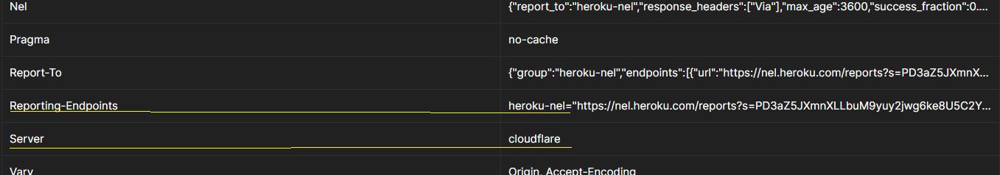 Nel {"report_to":"heroku-nel","response_headers":["Via"],"max_age":3600,"success_fraction":0....
Pragma no-cache
Report-To {"group":"heroku-nel","endpoints":[{"url":"https://nel.heroku.com/reports?s=PD3aZ5JXmnX...
Reporting-Endpoints heroku-nel="https://nel.heroku.com/reports?s=PD3aZ5JXmnXLLbuM9yuy2jwg6ke8U5C2Y...
Server cloudflare
Vary Origin, Accept-Encoding